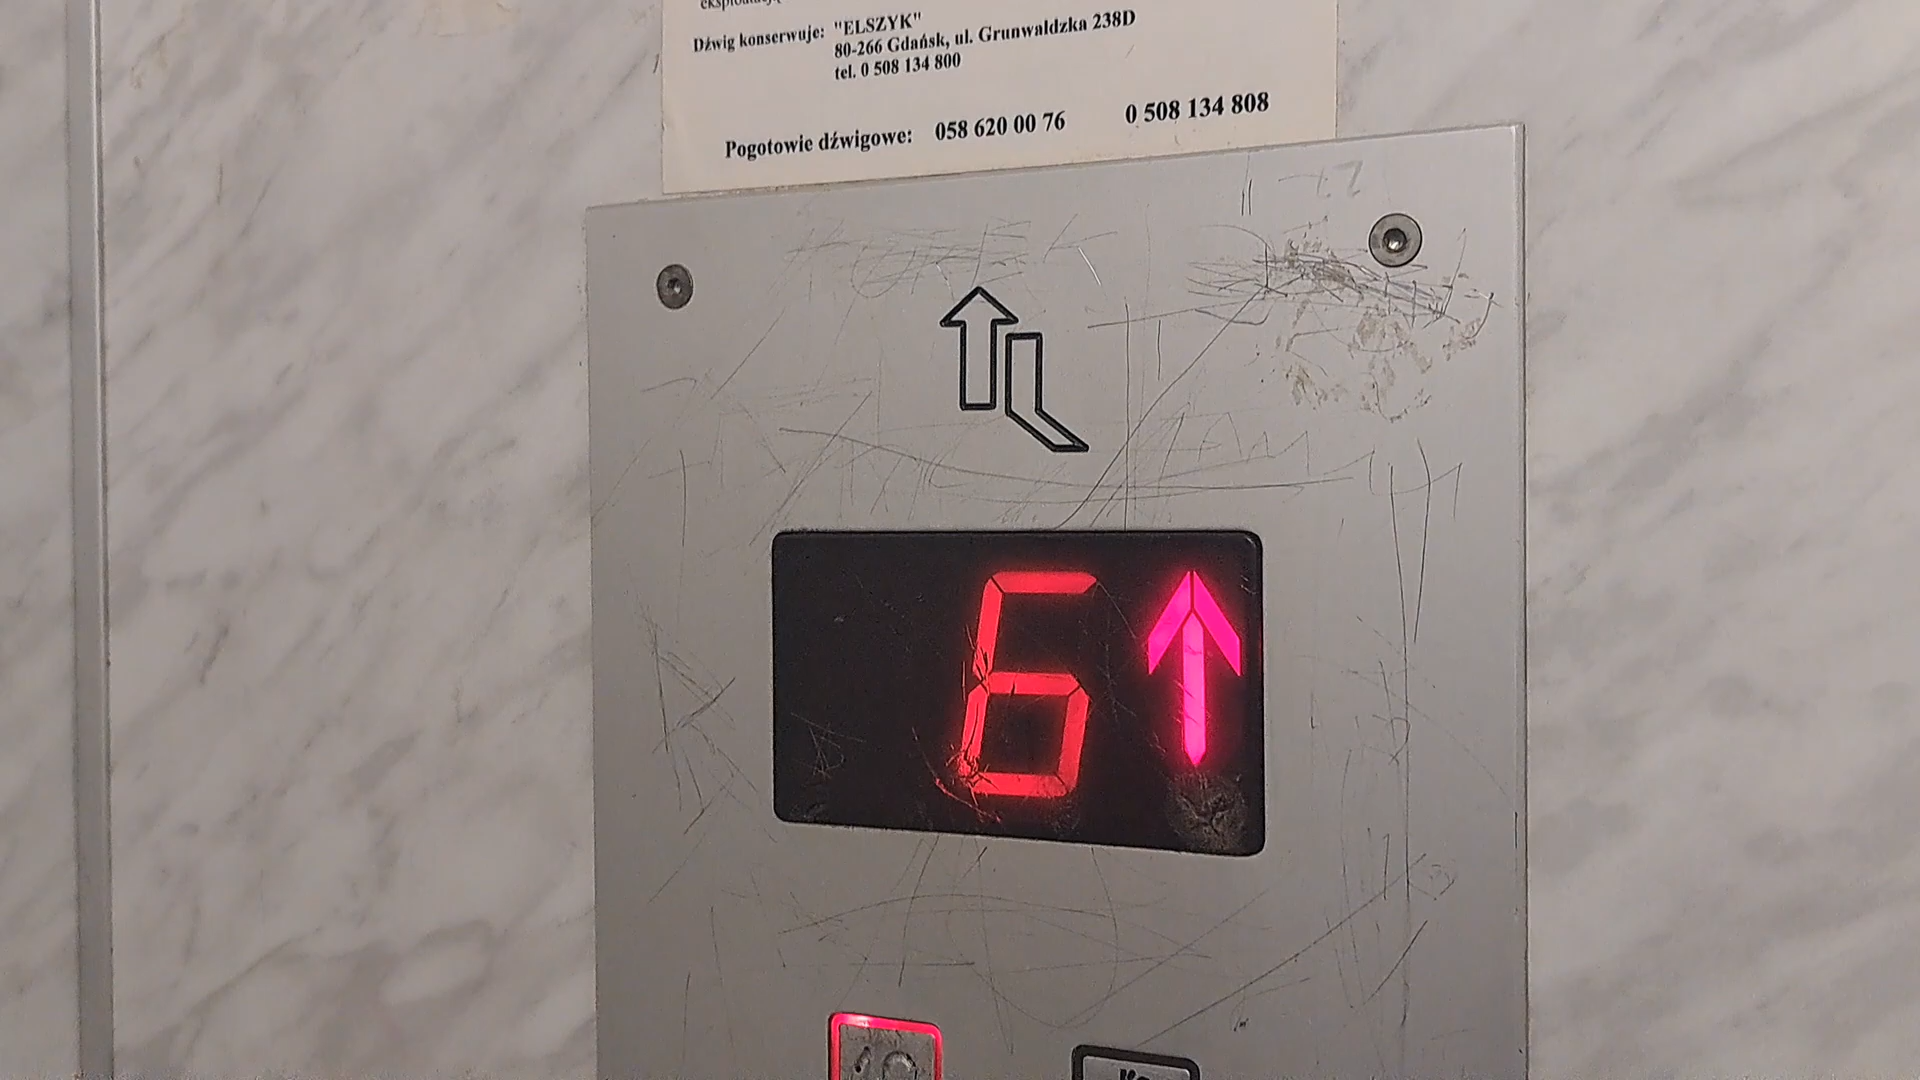 Dźwig konserwuje: "ELSZYK"
80-266 Gdańsk, ul. Grunwaldzka 238D
tel. 0 508 134 800
Pogotowie dźwigowe: 058 620 00 76 0 508 134 808
6